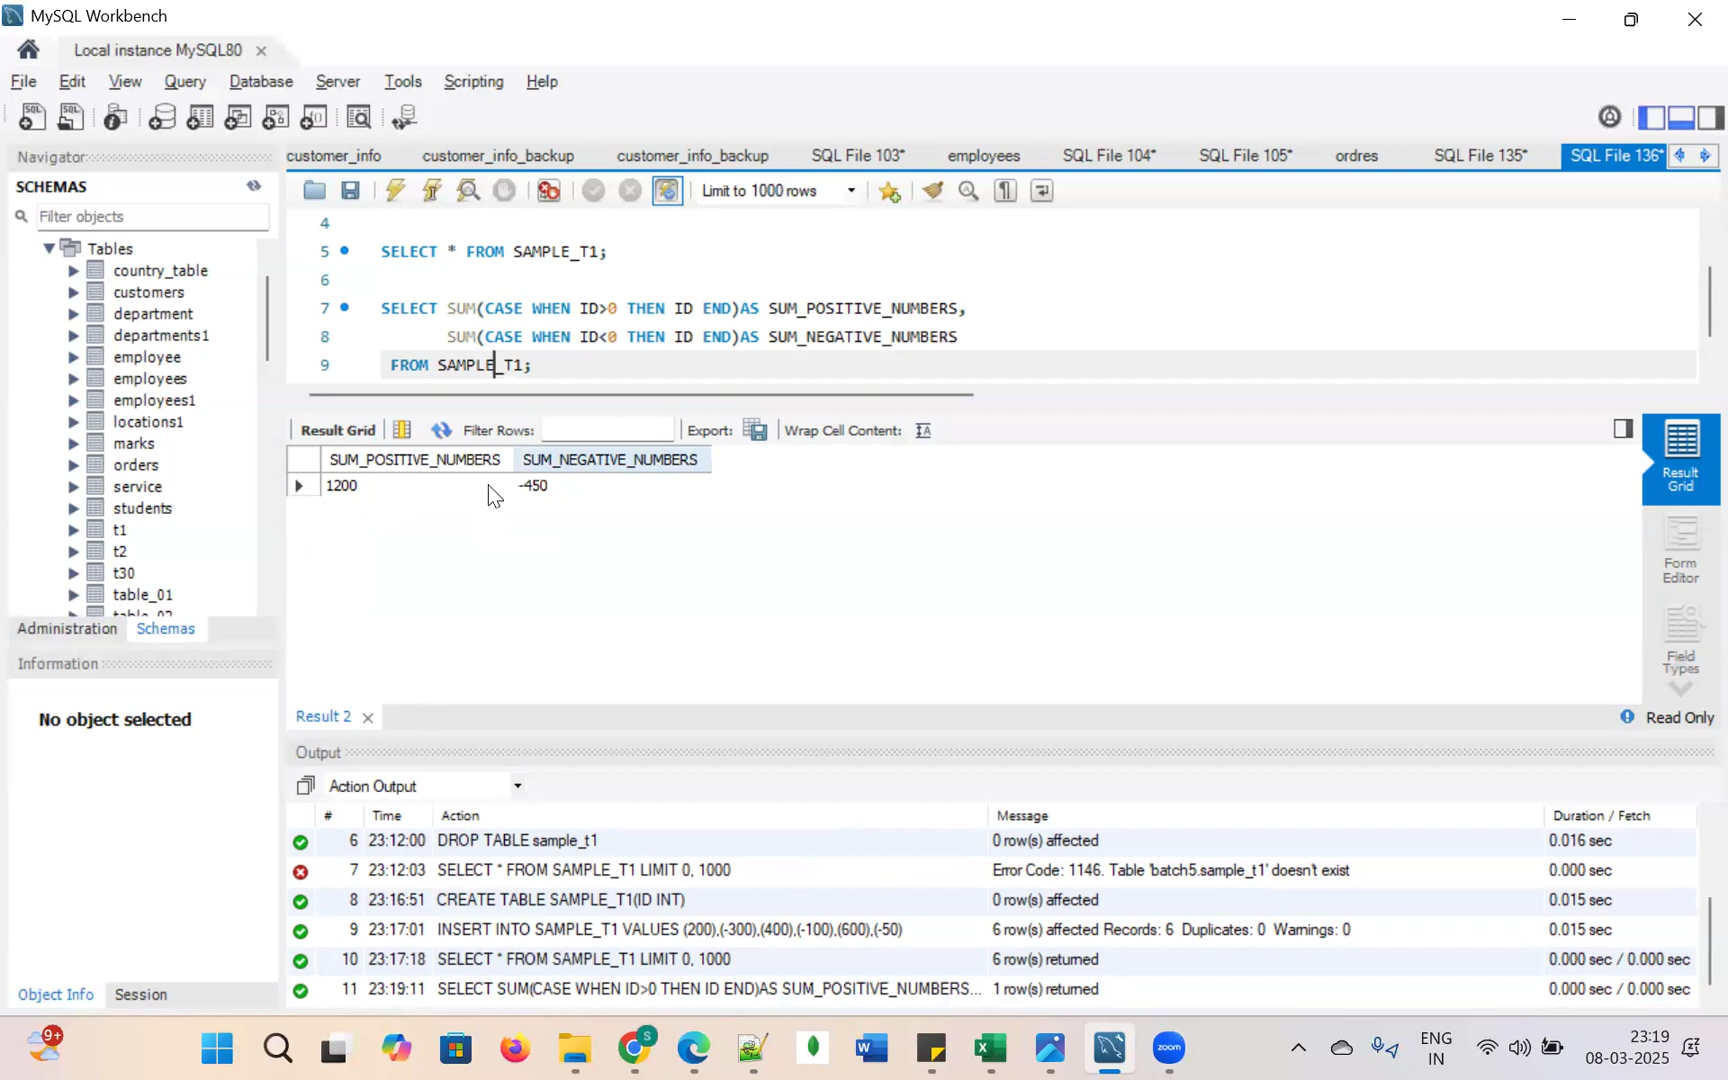 MySQL Workbench
Local instance MySQL80
File Edit View Query Database Server Tools Scripting Help
Navigator
SCHEMAS
Filter objects
Tables
country_table
customers
department
departments1
employee
employees
employees1
locations1
marks
orders
service
students
t1
t2
t30
table_01
Administration Schemas
Information
No object selected
Object Info Session
customer_info customer_info_backup customer_info_backup SQL File 103* employees SQL File 104* SQL File 105* ordres SQL File 135* SQL File 136*
Limit to 1000 rows
4
5 SELECT * FROM SAMPLE_T1;
6
7 SELECT SUM(CASE WHEN ID>0 THEN ID END)AS SUM_POSITIVE_NUMBERS,
8 SUM(CASE WHEN ID<0 THEN ID END)AS SUM_NEGATIVE_NUMBERS
9 FROM SAMPLE_T1;
Result Grid Filter Rows: Export: Wrap Cell Content:
SUM_POSITIVE_NUMBERS SUM_NEGATIVE_NUMBERS
1200 -450
Result Grid
Form Editor
Field Types
Result 2 Read Only
Output
Action Output
# Time Action Message Duration / Fetch
6 23:12:00 DROP TABLE sample_t1 0 row(s) affected 0.016 sec
7 23:12:03 SELECT * FROM SAMPLE_T1 LIMIT 0, 1000 Error Code: 1146. Table 'batch5.sample_t1' doesn't exist 0.000 sec
8 23:16:51 CREATE TABLE SAMPLE_T1(ID INT) 0 row(s) affected 0.015 sec
9 23:17:01 INSERT INTO SAMPLE_T1 VALUES (200),(-300),(400),(-100),(600),(-50) 6 row(s) affected Records: 6 Duplicates: 0 Warnings: 0 0.015 sec
10 23:17:18 SELECT * FROM SAMPLE_T1 LIMIT 0, 1000 6 row(s) returned 0.000 sec / 0.000 sec
11 23:19:11 SELECT SUM(CASE WHEN ID>0 THEN ID END)AS SUM_POSITIVE_NUMBERS... 1 row(s) returned 0.000 sec / 0.000 sec
9+
zoom
ENG
IN
23:19
08-03-2025